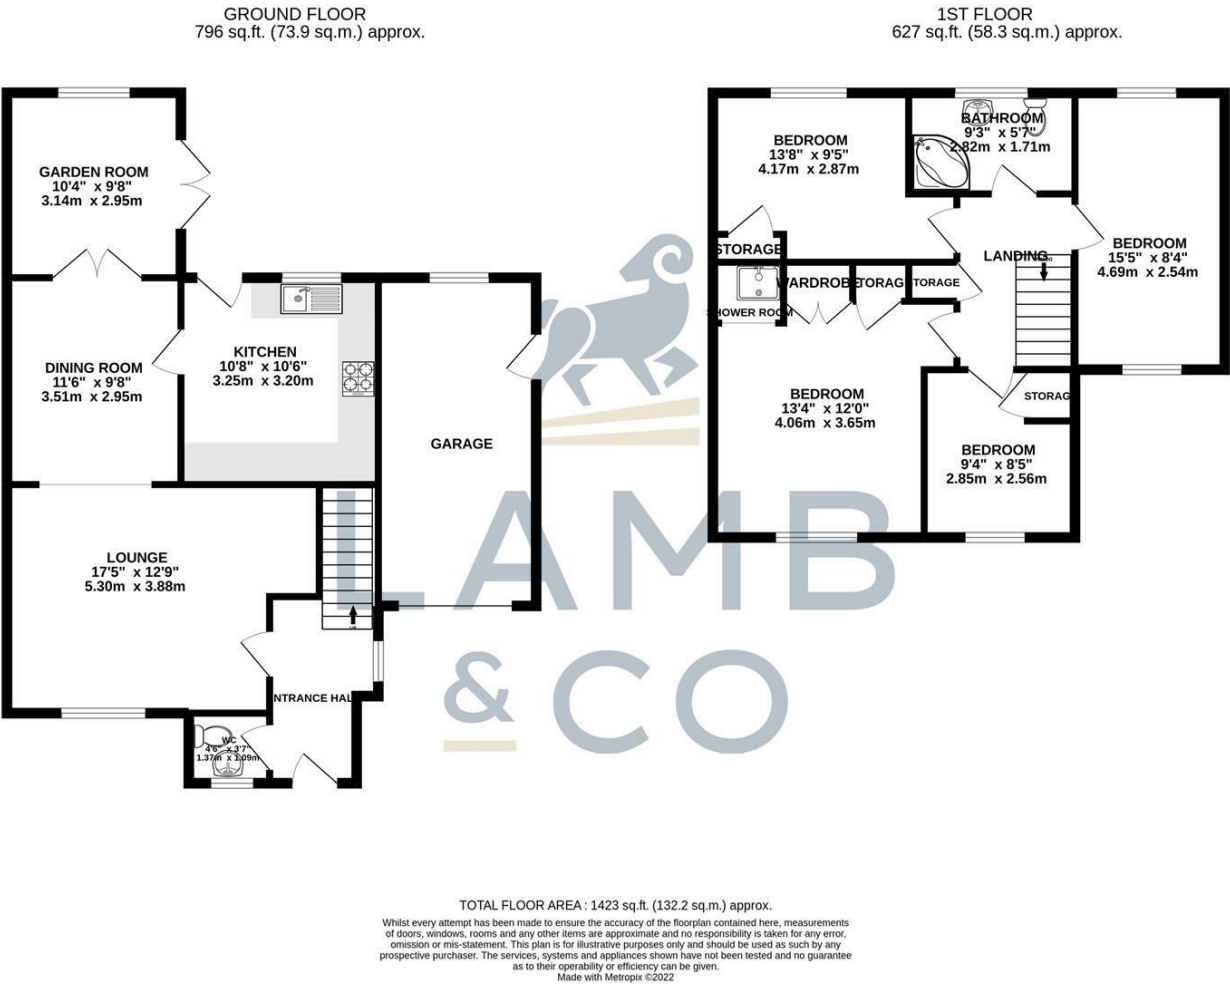 GROUND FLOOR
796 sq.ft. (73.9 sq.m.) approx.
1ST FLOOR
627 sq.ft. (58.3 sq.m.) approx.
GARDEN ROOM
10'4" x 9'8"
3.14m x 2.95m
DINING ROOM
11'6" x 9'8"
3.51m x 2.95m
KITCHEN
10'8" x 10'6"
3.25m x 3.20m
GARAGE
LOUNGE
17'5" x 12'9"
5.30m x 3.88m
NTRANCE HAL
WC
4'6" x 3'7"
1.37m x 1.09m
BEDROOM
13'8" x 9'5"
4.17m x 2.87m
BATHROOM
9'3" x 5'7"
2.82m x 1.71m
BEDROOM
15'5" x 8'4"
4.69m x 2.54m
STORAGE
LANDING
WARDROBE
STORAGE
STORAGE
SHOWER ROOM
BEDROOM
13'4" x 12'0"
4.06m x 3.65m
STORAG
BEDROOM
9'4" x 8'5"
2.85m x 2.56m
LAMB
& CO
TOTAL FLOOR AREA : 1423 sq.ft. (132.2 sq.m.) approx.
Whilst every attempt has been made to ensure the accuracy of the floorplan contained here, measurements
of doors, windows, rooms and any other items are approximate and no responsibility is taken for any error,
omission or mis-statement. This plan is for illustrative purposes only and should be used as such by any
prospective purchaser. The services, systems and appliances shown have not been tested and no guarantee
as to their operability or efficiency can be given.
Made with Metropix ©2022